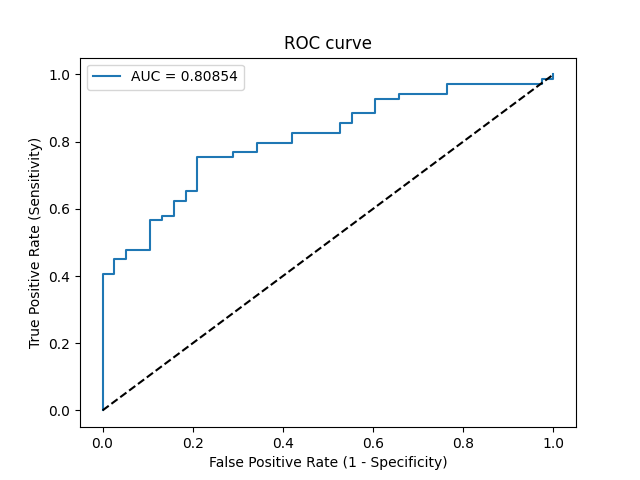 ROC curve
AUC = 0.80854
True Positive Rate (Sensitivity)
1.0
0.8
0.6
0.4
0.2
0.0
0.0 0.2 0.4 0.6 0.8 1.0
False Positive Rate (1 - Specificity)